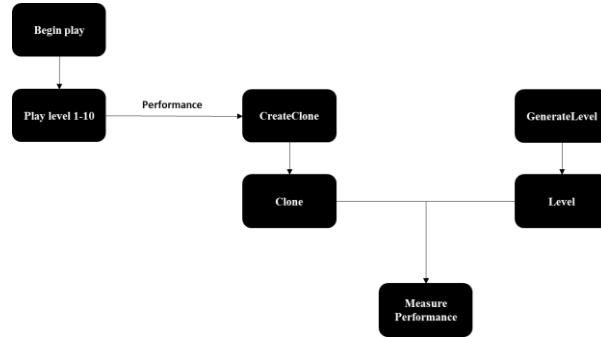 Begin play
Play level 1-10
Performance
CreateClone
GenerateLevel
Clone
Level
Measure
Performance